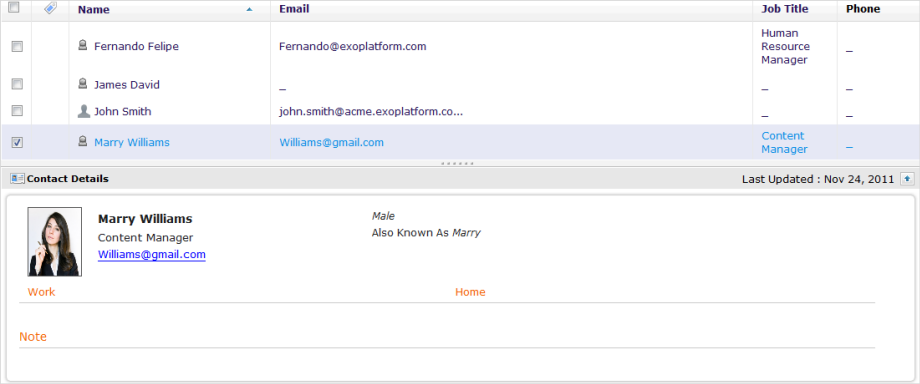 Name Email Job Title Phone
Fernando Felipe Fernando@exoplatform.com Human Resource Manager _
James David _ _ _
John Smith john.smith@acme.exoplatform.co... _ _
Marry Williams Williams@gmail.com Content Manager _
Contact Details Last Updated : Nov 24, 2011
Marry Williams Male
Content Manager Also Known As Marry
Williams@gmail.com
Work Home
Note